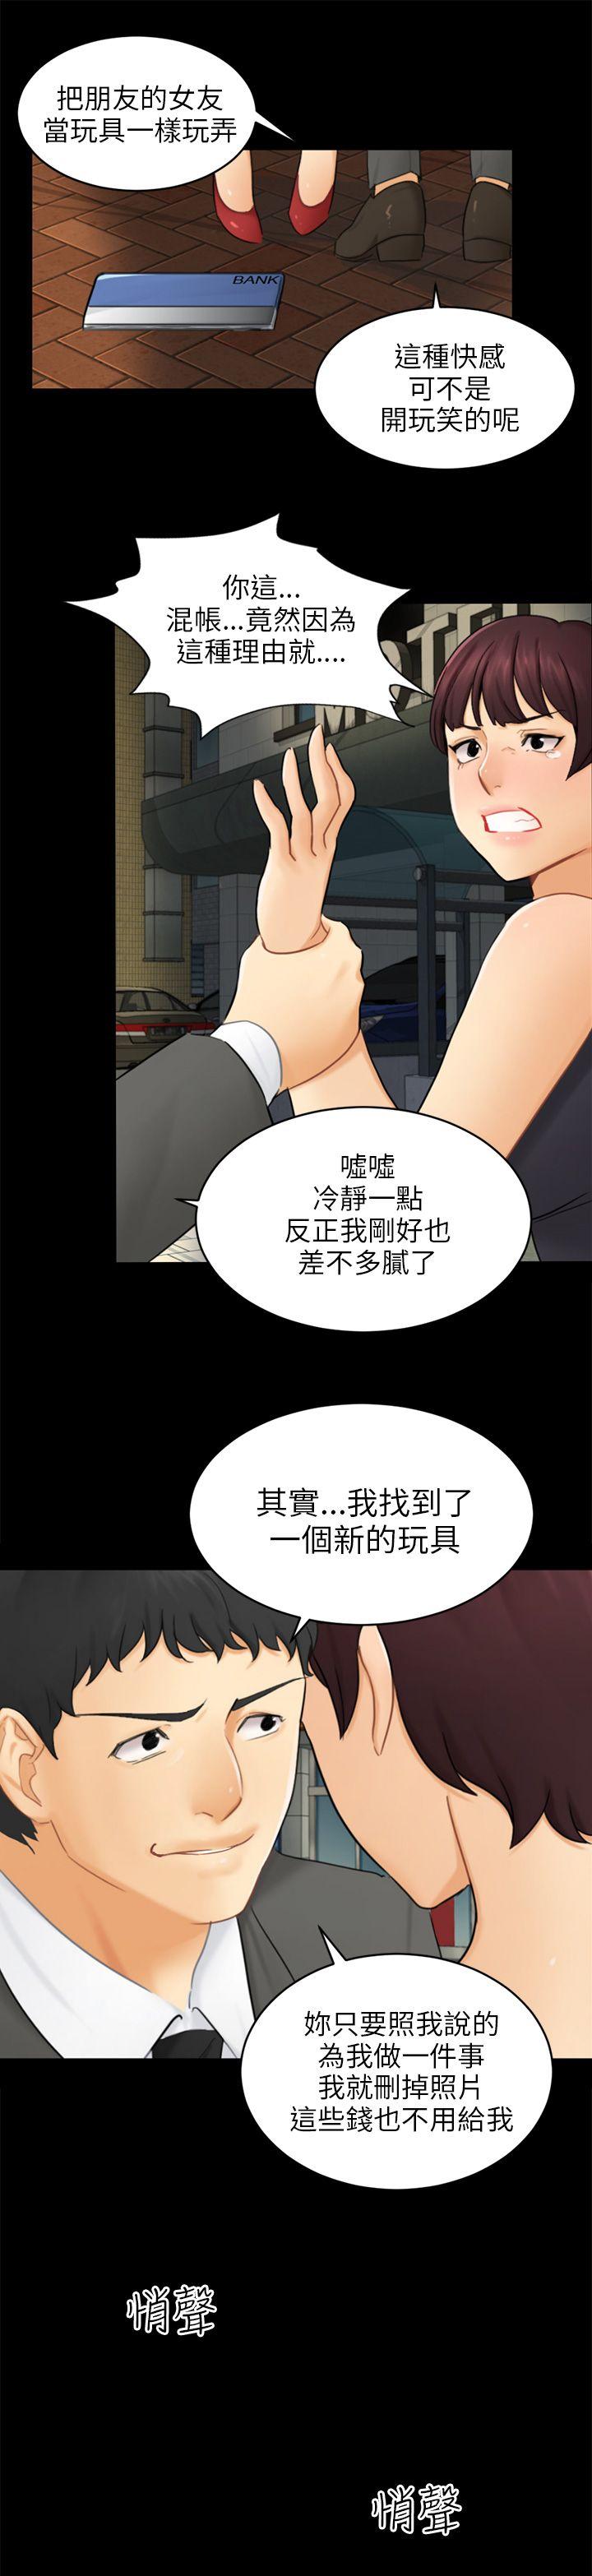 把朋友的女友
當玩具一樣玩弄
BANK
這種快感
可不是
開玩笑的呢
你這...
混帳...竟然因為
這種理由就....
噓噓
冷靜一點
反正我剛好也
差不多膩了
其實...我找到了
一個新的玩具
妳只要照我說的
為我做一件事
我就刪掉照片
這些錢也不用給我
悄聲
悄聲